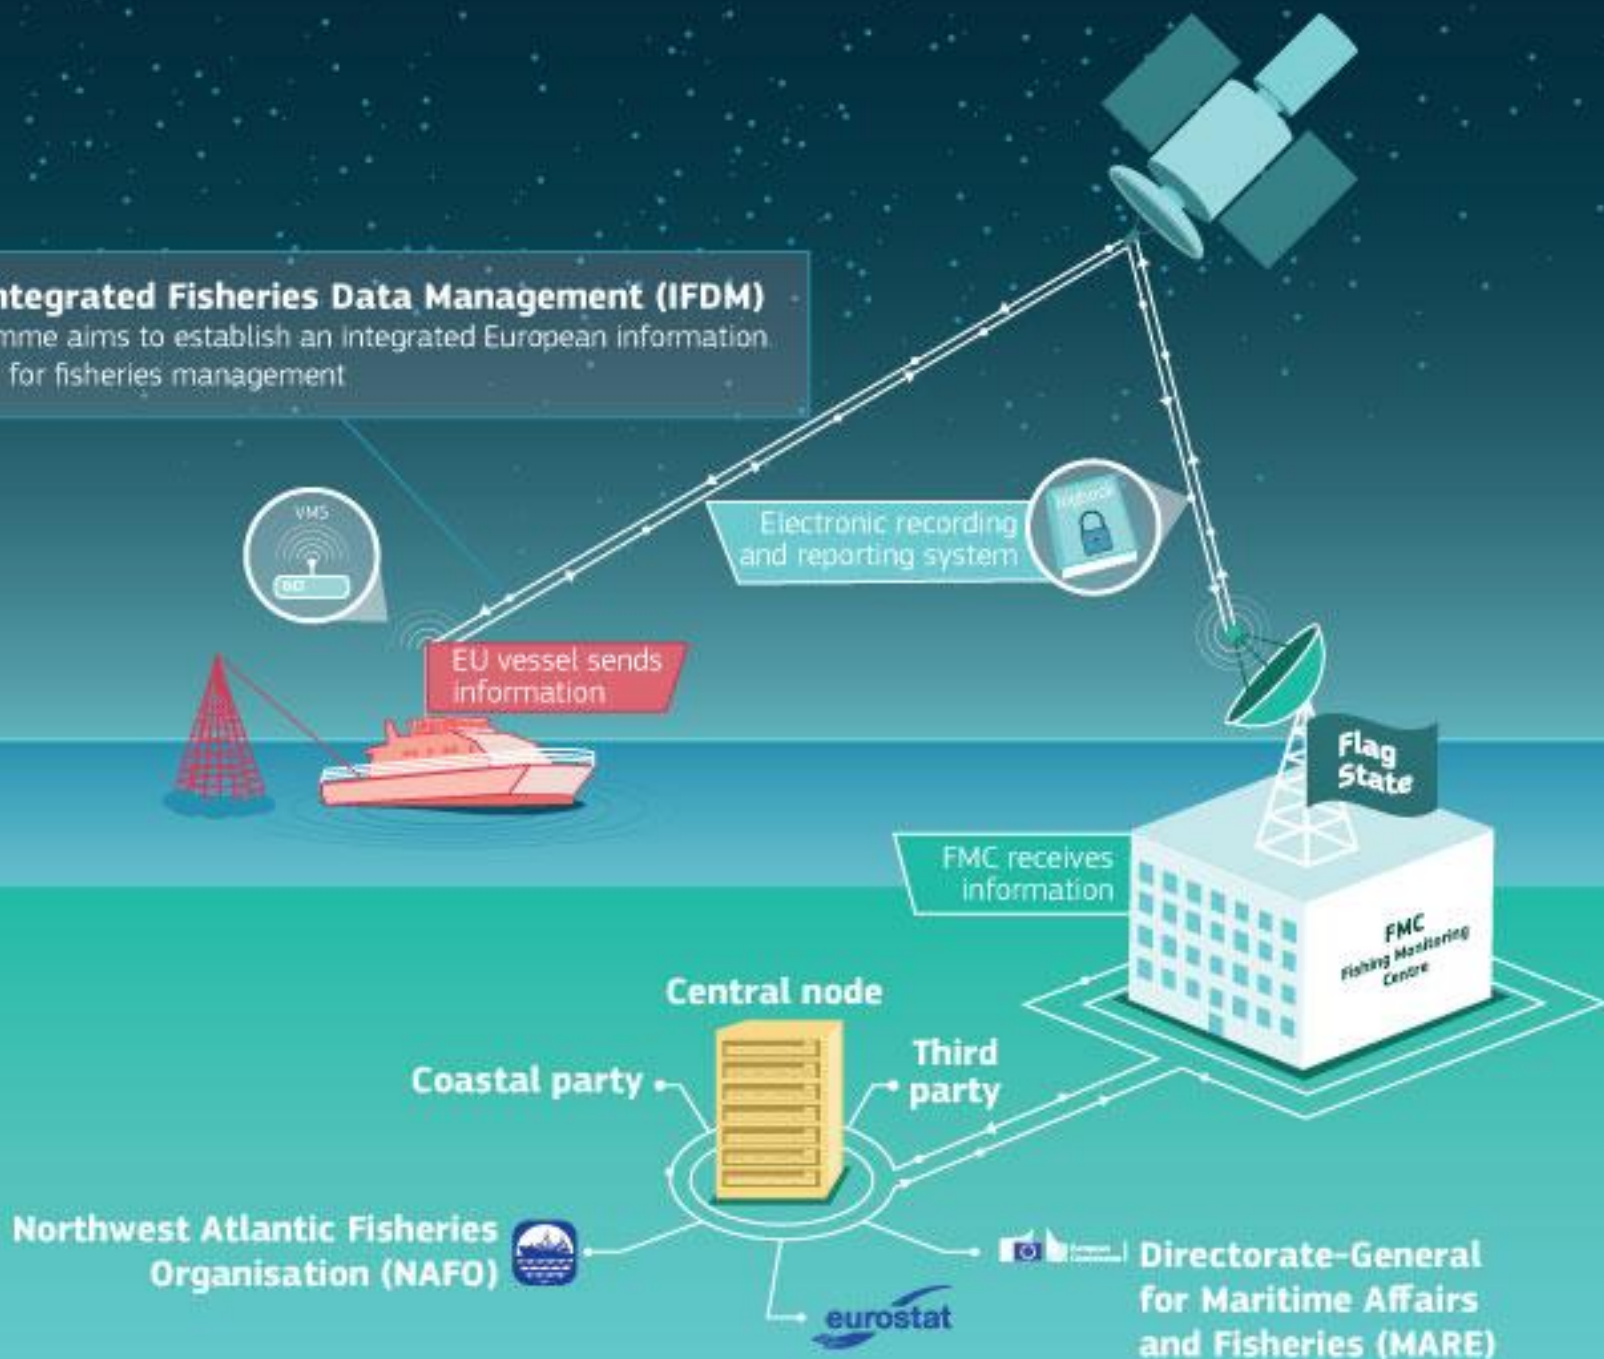 ntegrated Fisheries Data Management (IFDM)
mme aims to establish an integrated European information
for fisheries management
VMS
Electronic recording
and reporting system
EU vessel sends
information
Flag
State
FMC receives
information
FMC
Fishing Monitoring
Centre
Central node
Coastal party
Third
party
Northwest Atlantic Fisheries
Organisation (NAFO)
eurostat
European
Commission
Directorate-General
for Maritime Affairs
and Fisheries (MARE)